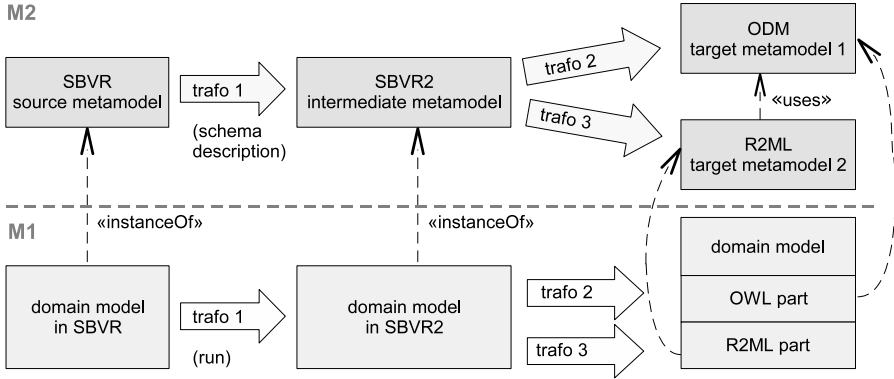 M2
SBVR
source metamodel
trafo 1
(schema
description)
SBVR2
intermediate metamodel
trafo 2
trafo 3
ODM
target metamodel 1
«uses»
R2ML
target metamodel 2
«instanceOf»
«instanceOf»
M1
domain model
in SBVR
trafo 1
(run)
domain model
in SBVR2
trafo 2
trafo 3
domain model
OWL part
R2ML part